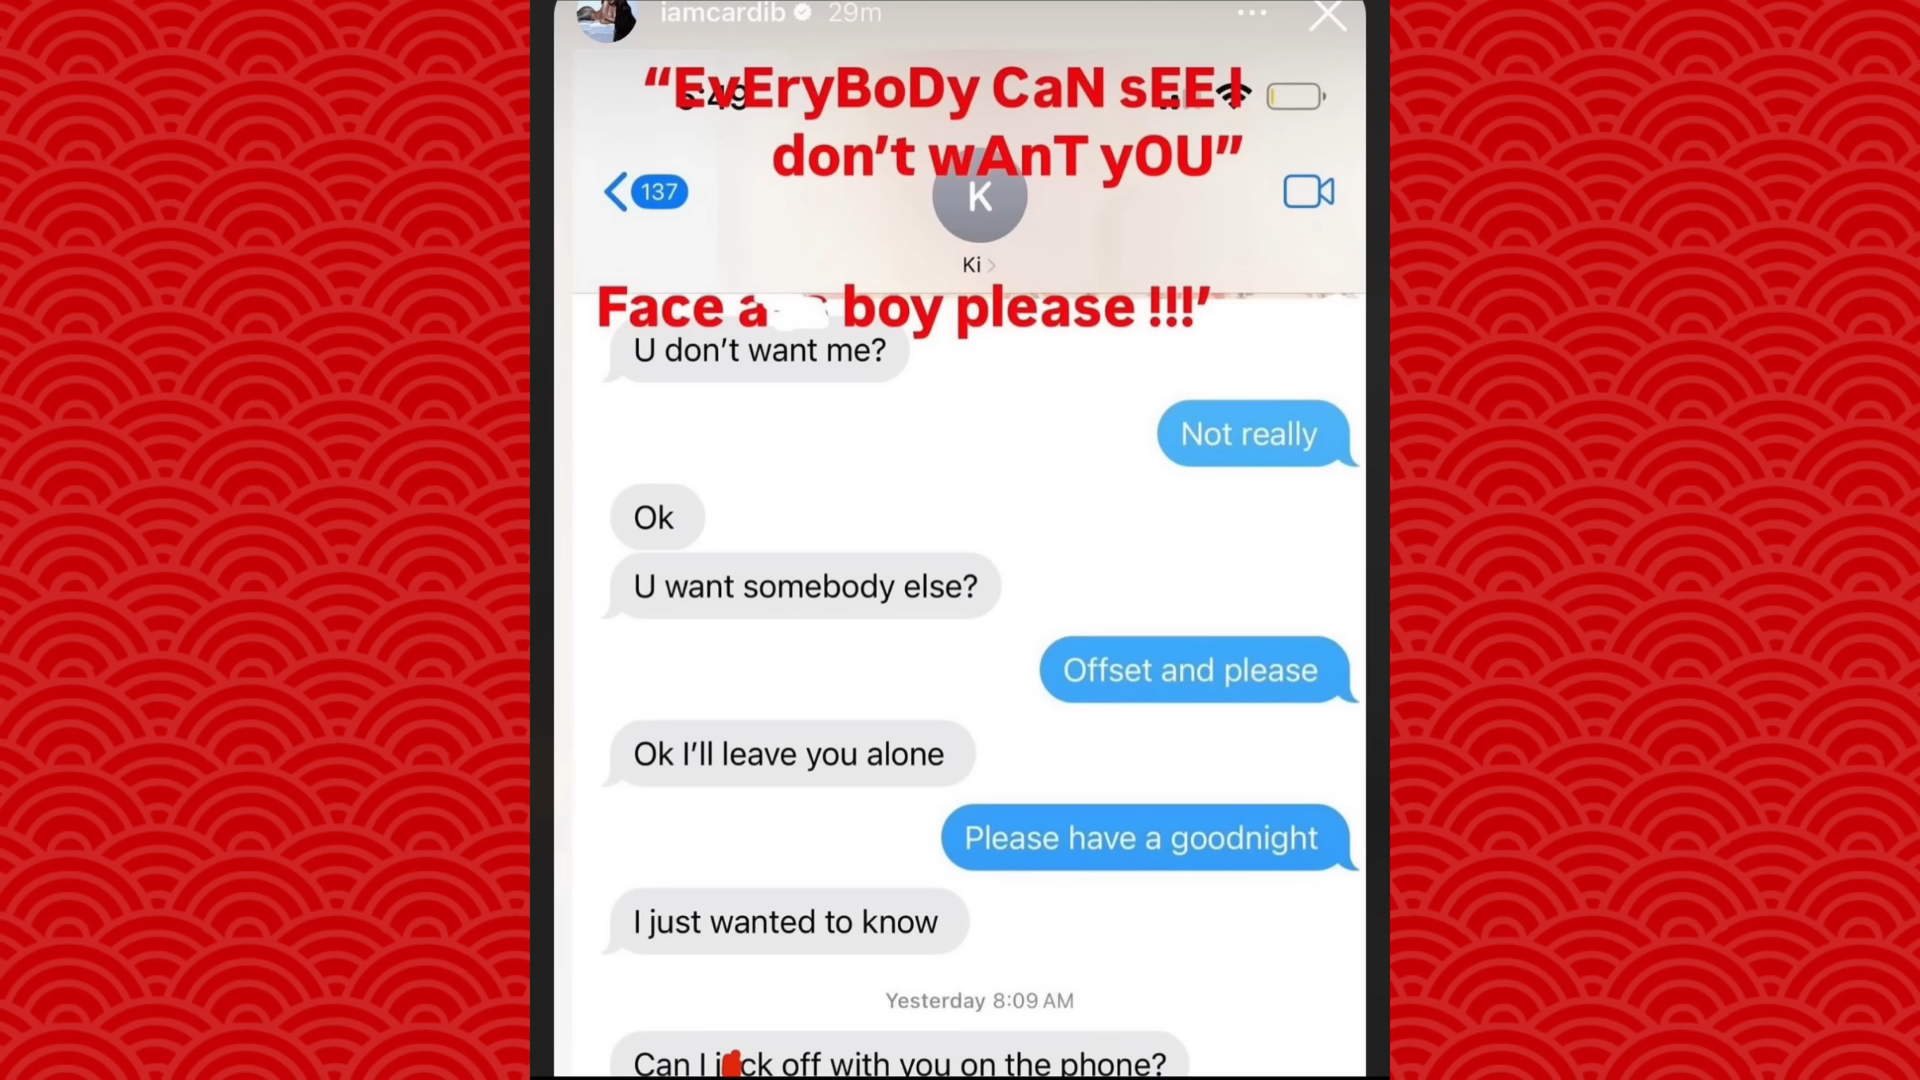 iamcardib 29m
“EvEryBoDy CaN sEE I
don’t wAnT yOU”
137
K
Ki
Face a boy please !!!’
U don’t want me?
Not really
Ok
U want somebody else?
Offset and please
Ok I’ll leave you alone
Please have a goodnight
I just wanted to know
Yesterday 8:09 AM
Can I off with you on the phone?